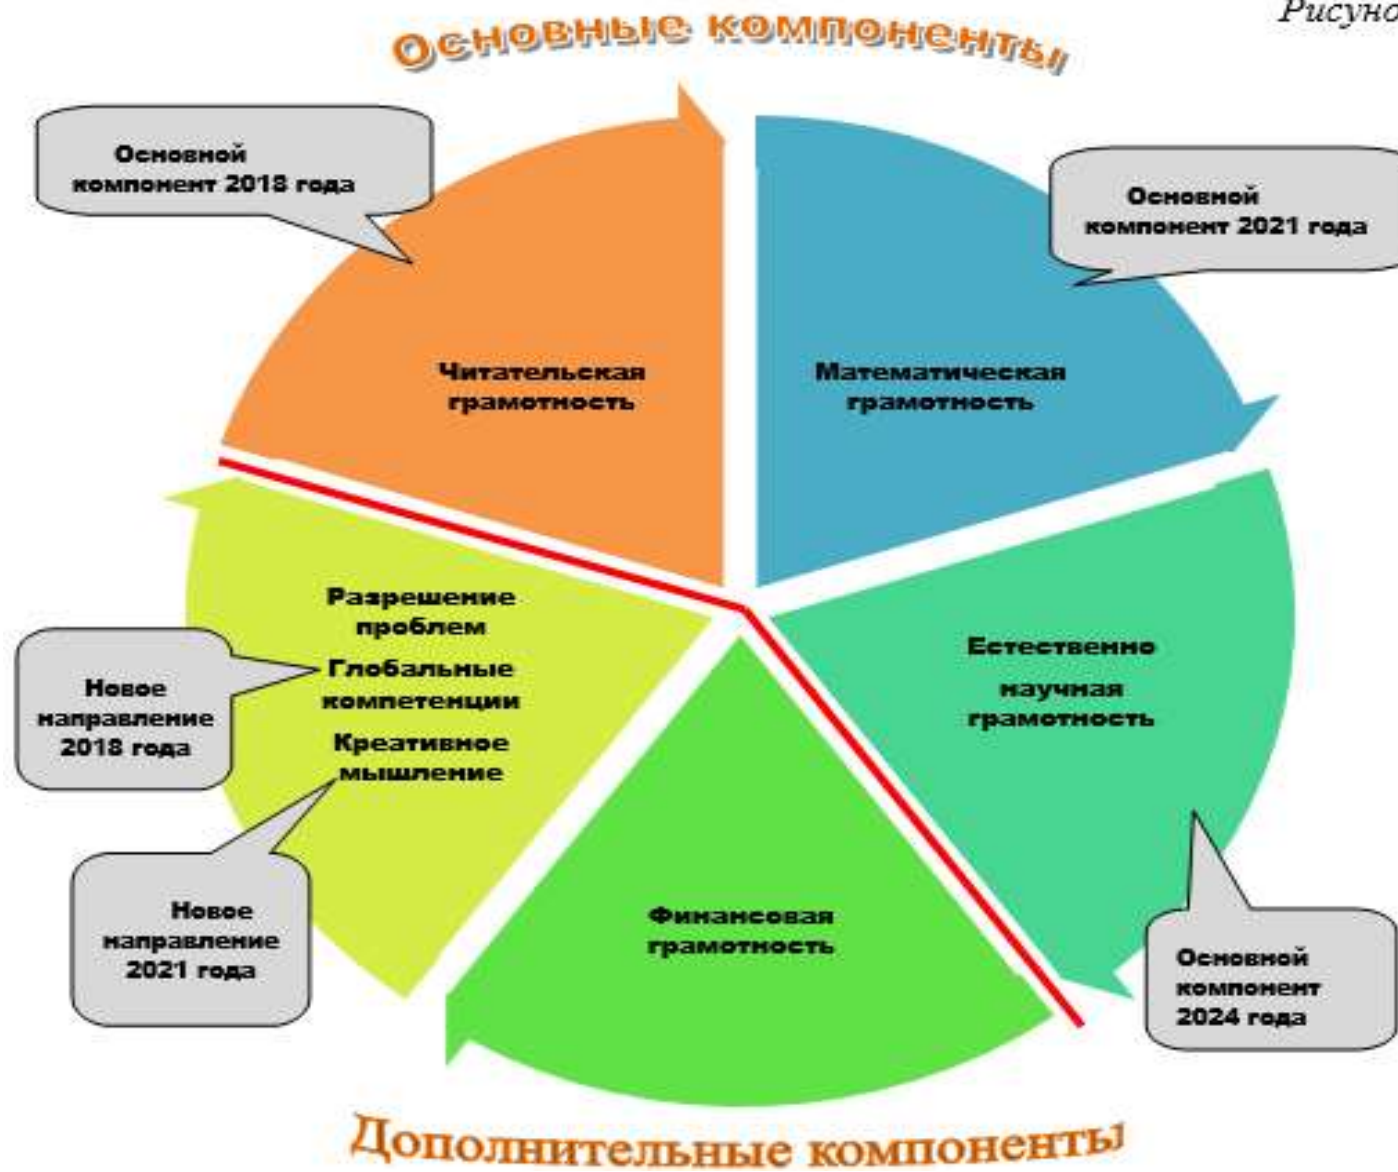 Рисуно
Основные компоненты
Основной
компонент 2018 года
Основной
компонент 2021 года
Читательская
грамотность
Математическая
грамотность
Разрешение
проблем
Глобальные
компетенции
Креативное
мышление
Естественно
научная
грамотность
Новое
направление
2018 года
Новое
направление
2021 года
Финансовая
грамотность
Основной
компонент
2024 года
Дополнительные компоненты